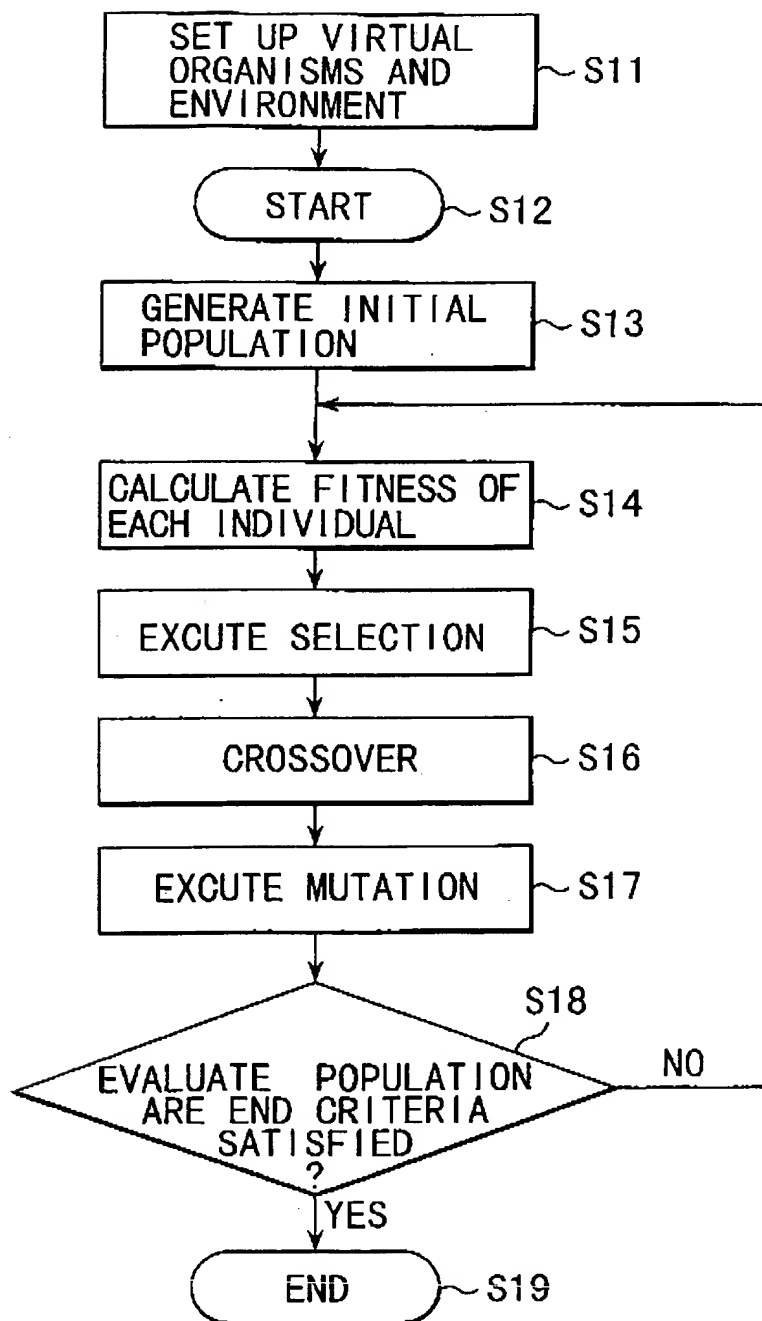 SET UP VIRTUAL
ORGANISMS AND
ENVIRONMENT
S11
START
S12
GENERATE INITIAL
POPULATION
S13
CALCULATE FITNESS OF
EACH INDIVIDUAL
S14
EXCUTE SELECTION
S15
CROSSOVER
S16
EXCUTE MUTATION
S17
S18
EVALUATE POPULATION
ARE END CRITERIA
SATISFIED
?
NO
YES
END
S19